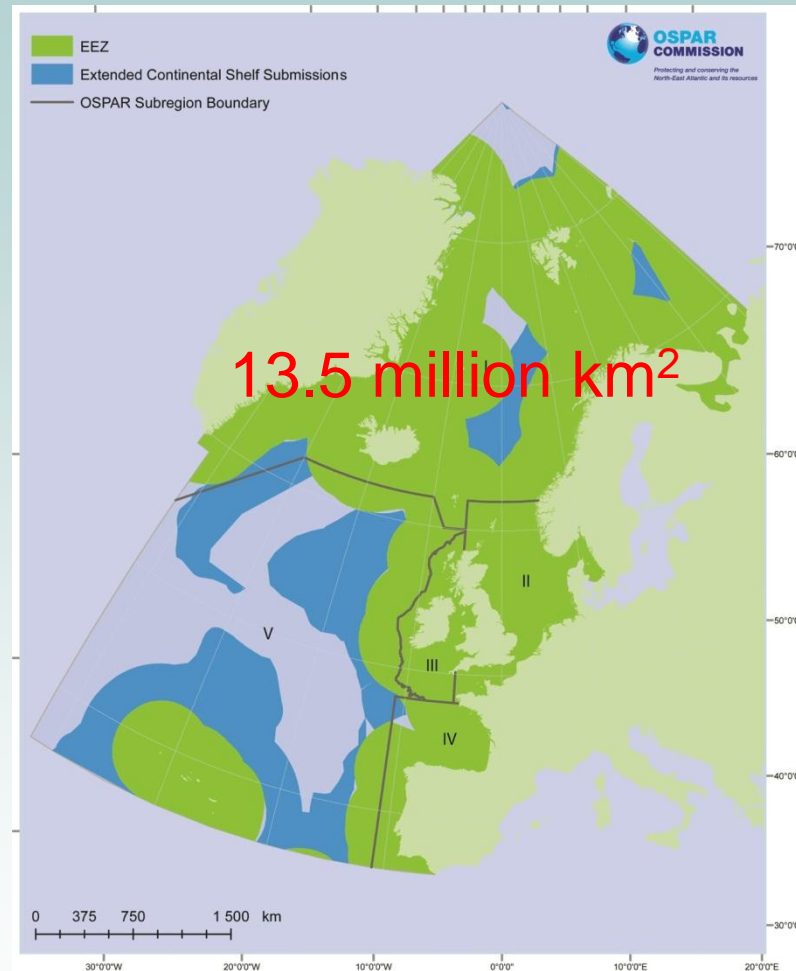 EEZ
Extended Continental Shelf Submissions
OSPAR Subregion Boundary
OSPAR
COMMISSION
Protecting and conserving the
North-East Atlantic and its resources
70°0'0
13.5 million km²
I
60°0'0
II
50°0'0
V
III
IV
40°0'0
0 375 750 1 500 km
30°0'0
30°0'0"W 20°0'0"W 10°0'0"W 0°0'0" 10°0'0"E 20°0'0"E